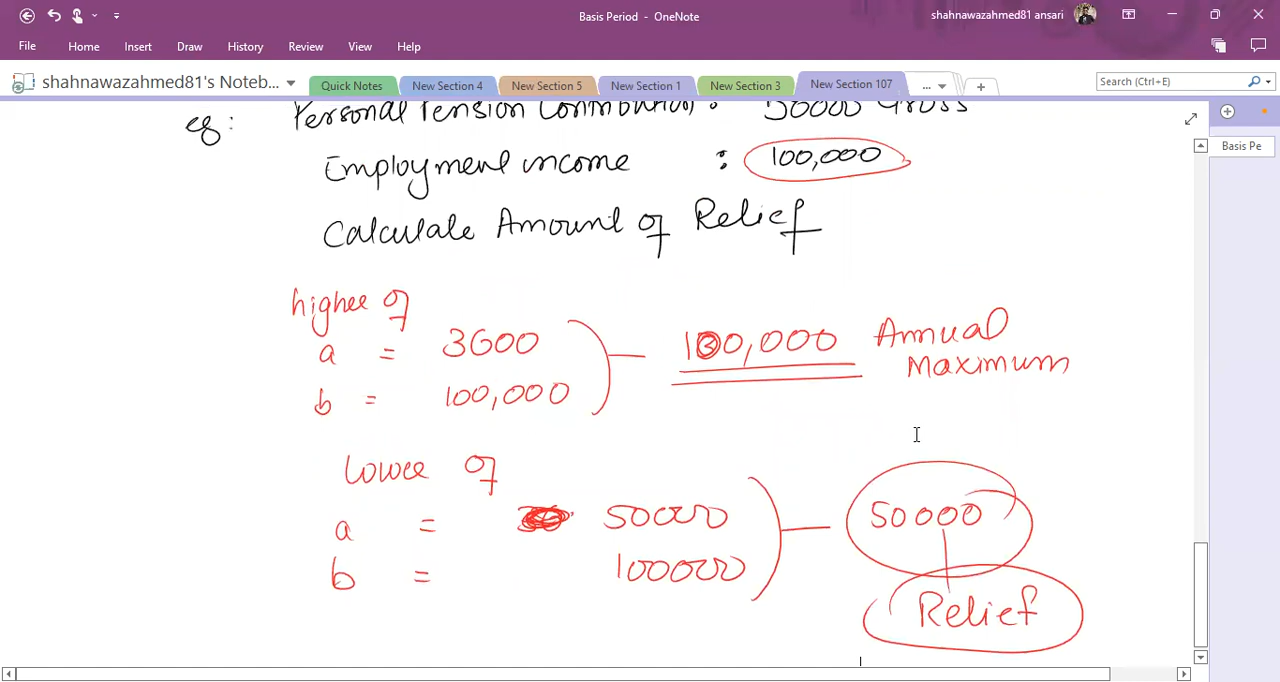 Basis Period - OneNote
shahnawazahmed81 ansari
File Home Insert Draw History Review View Help
shahnawazahmed81's Noteb... Quick Notes New Section 4 New Section 5 New Section 1 New Section 3 New Section 107 ... Search (Ctrl+E)
Basis Pe
eg: Personal Pension Contribution : 50000 Gross
Employment income : 100,000
Calculate Amount of Relief
higher of
a = 3600
100,000 Annual Maximum
b = 100,000
lower of
a = 50000
50000
b = 100000
Relief